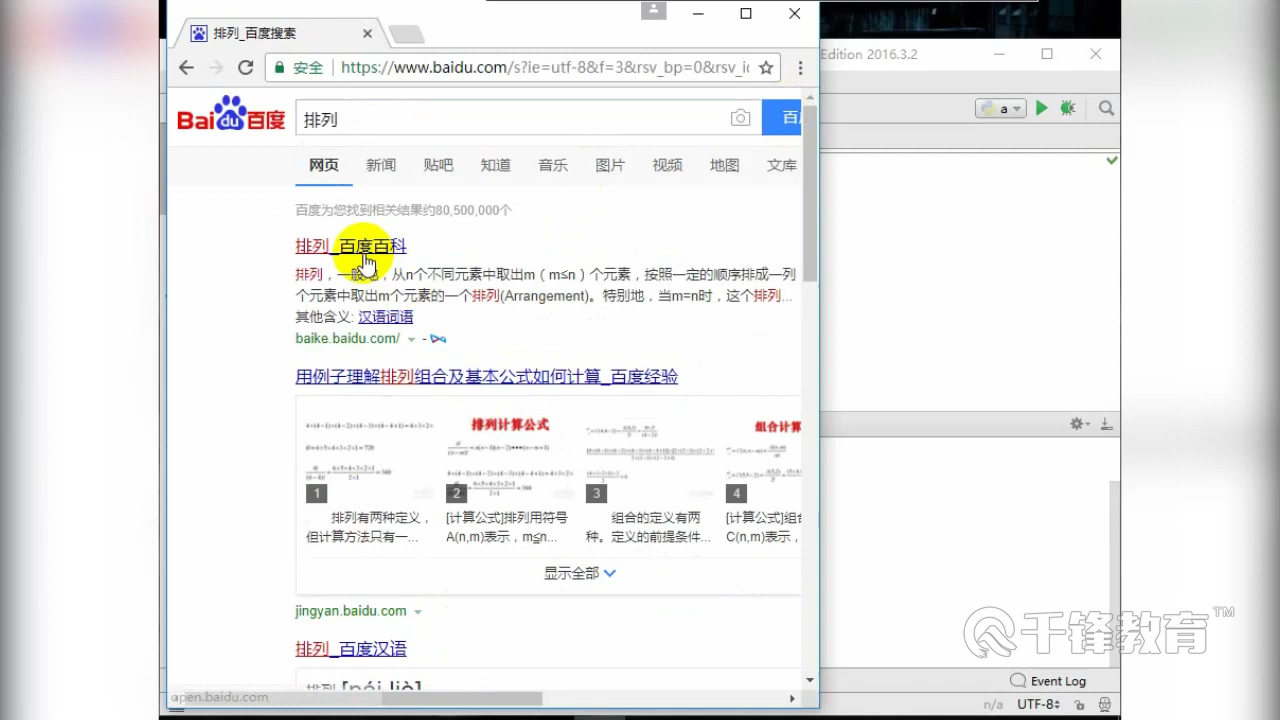 排列_百度搜索
Edition 2016.3.2
安全 https://www.baidu.com/s?ie=utf-8&f=3&rsv_bp=0&rsv_i
a
Bai du 百度
排列
百
网页 新闻 贴吧 知道 音乐 图片 视频 地图 文库
百度为您找到相关结果约80,500,000个
排列_百度百科
排列，一般地，从n个不同元素中取出m（m≤n）个元素，按照一定的顺序排成一列
个元素中取出m个元素的一个排列(Arrangement)。特别地，当m=n时，这个排列...
其他含义: 汉语词语
baike.baidu.com/
用例子理解排列组合及基本公式如何计算_百度经验
排列计算公式
组合计算
1 2 3 4
排列有两种定义，
但计算方法只有一...
[计算公式]排列用符号
A(n,m)表示，m≦n...
组合的定义有两
种。定义的前提条件...
[计算公式]组合
C(n,m)表示，
显示全部
jingyan.baidu.com
排列_百度汉语
排列 [pái liè]
open.baidu.com
千锋教育 TM
Event Log
n/a UTF-8